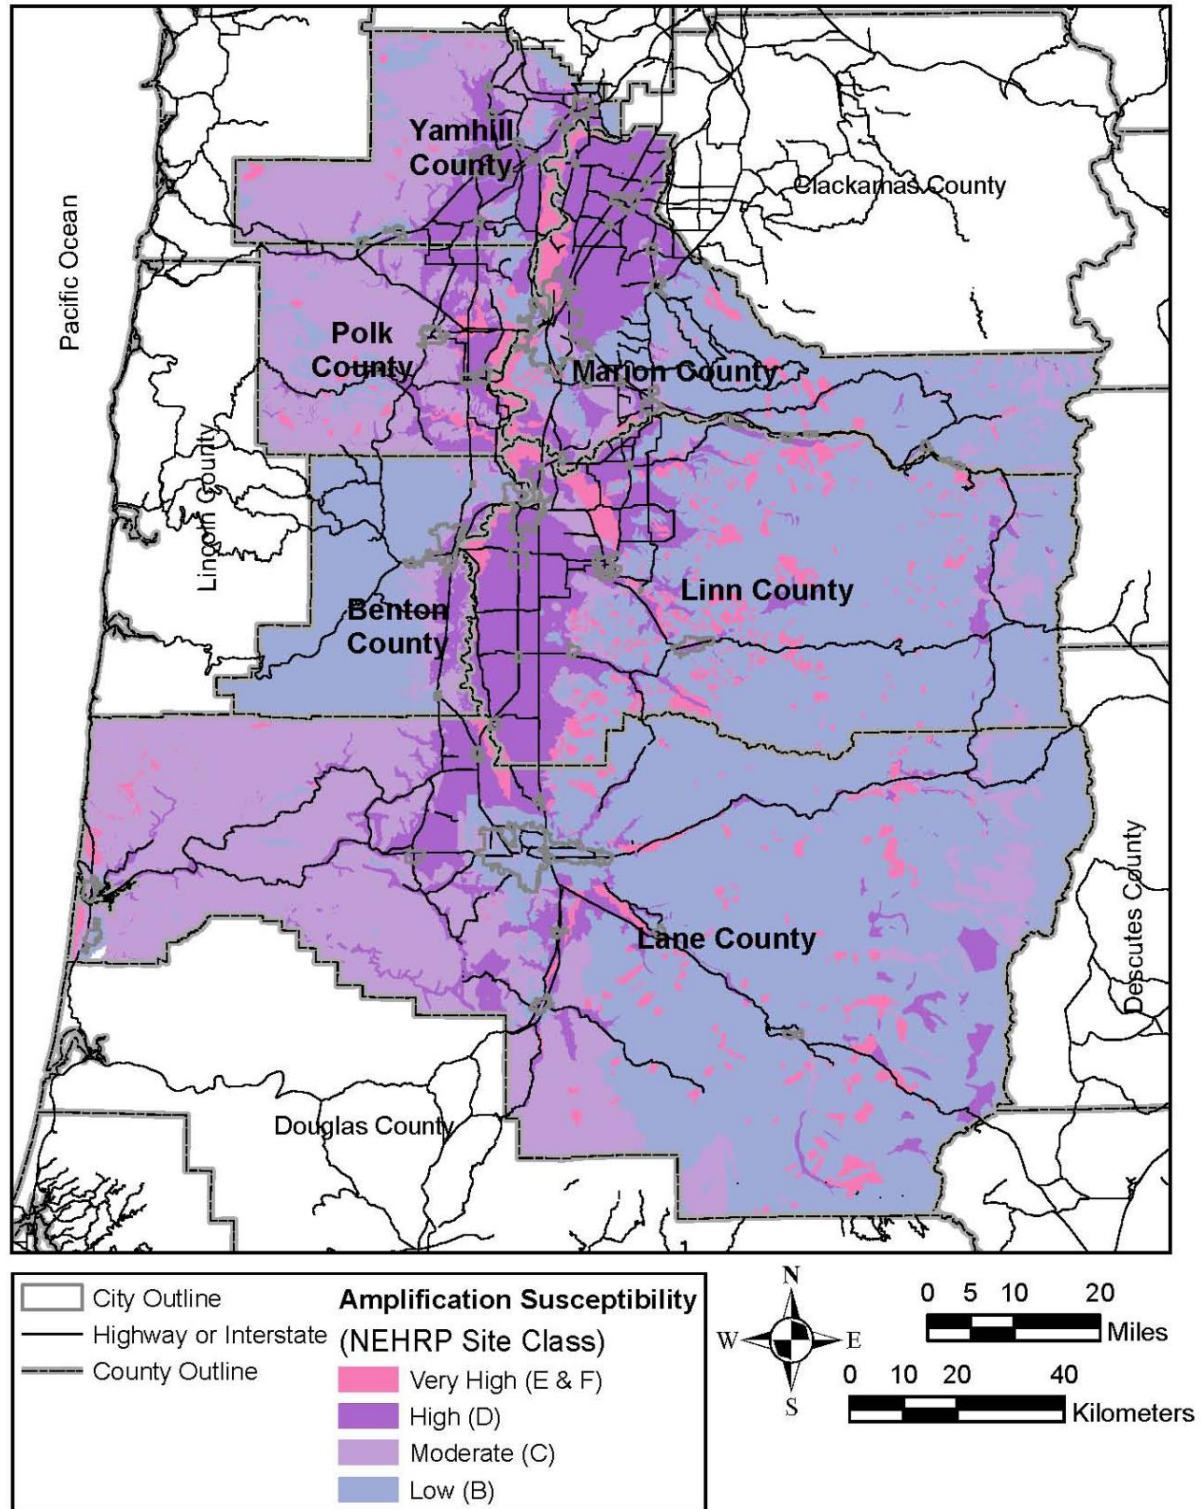 Yamhill
County
Clackamas County
Pacific Ocean
Polk
County
Marion County
Lincoln County
Linn County
Benton
County
Lane County
Descutes County
Douglas County
City Outline
Highway or Interstate
County Outline
Amplification Susceptibility
(NEHRP Site Class)
Very High (E & F)
High (D)
Moderate (C)
Low (B)
N
W
E
S
0 5 10 20
Miles
0 10 20 40
Kilometers